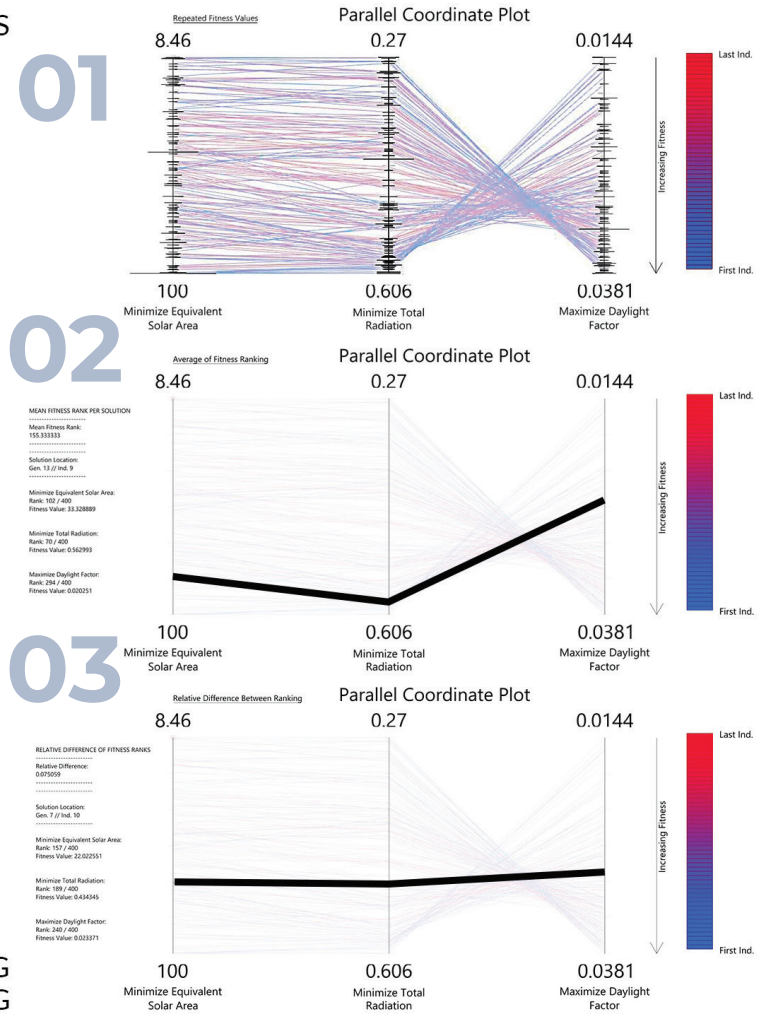 S
Repeated Fitness Values
Parallel Coordinate Plot
01
8.46
0.27
0.0144
Last Ind.
Increasing Fitness
First Ind.
100
0.606
0.0381
Minimize Equivalent
Solar Area
Minimize Total
Radiation
Maximize Daylight
Factor
02
Average of Fitness Ranking
Parallel Coordinate Plot
8.46
0.27
0.0144
Last Ind.
MEAN FITNESS RANK PER SOLUTION
------------------------
Mean Fitness Rank:
155.333333
------------------------
------------------------
Solution Location:
Gen. 13 // Ind. 9
------------------------
Minimize Equivalent Solar Area:
Rank: 102 / 400
Fitness Value: 33.328889
Minimize Total Radiation:
Rank: 70 / 400
Fitness Value: 0.562993
Maximize Daylight Factor:
Rank: 294 / 400
Fitness Value: 0.020251
Increasing Fitness
First Ind.
100
0.606
0.0381
Minimize Equivalent
Solar Area
Minimize Total
Radiation
Maximize Daylight
Factor
03
Relative Difference Between Ranking
Parallel Coordinate Plot
8.46
0.27
0.0144
Last Ind.
RELATIVE DIFFERENCE OF FITNESS RANKS
------------------------
Relative Difference:
0.075059
------------------------
------------------------
Solution Location:
Gen. 7 // Ind. 10
------------------------
Minimize Equivalent Solar Area:
Rank: 157 / 400
Fitness Value: 22.022551
Minimize Total Radiation:
Rank: 189 / 400
Fitness Value: 0.434345
Maximize Daylight Factor:
Rank: 240 / 400
Fitness Value: 0.023371
Increasing Fitness
First Ind.
G
100
0.606
0.0381
Minimize Equivalent
Solar Area
Minimize Total
Radiation
Maximize Daylight
Factor
G